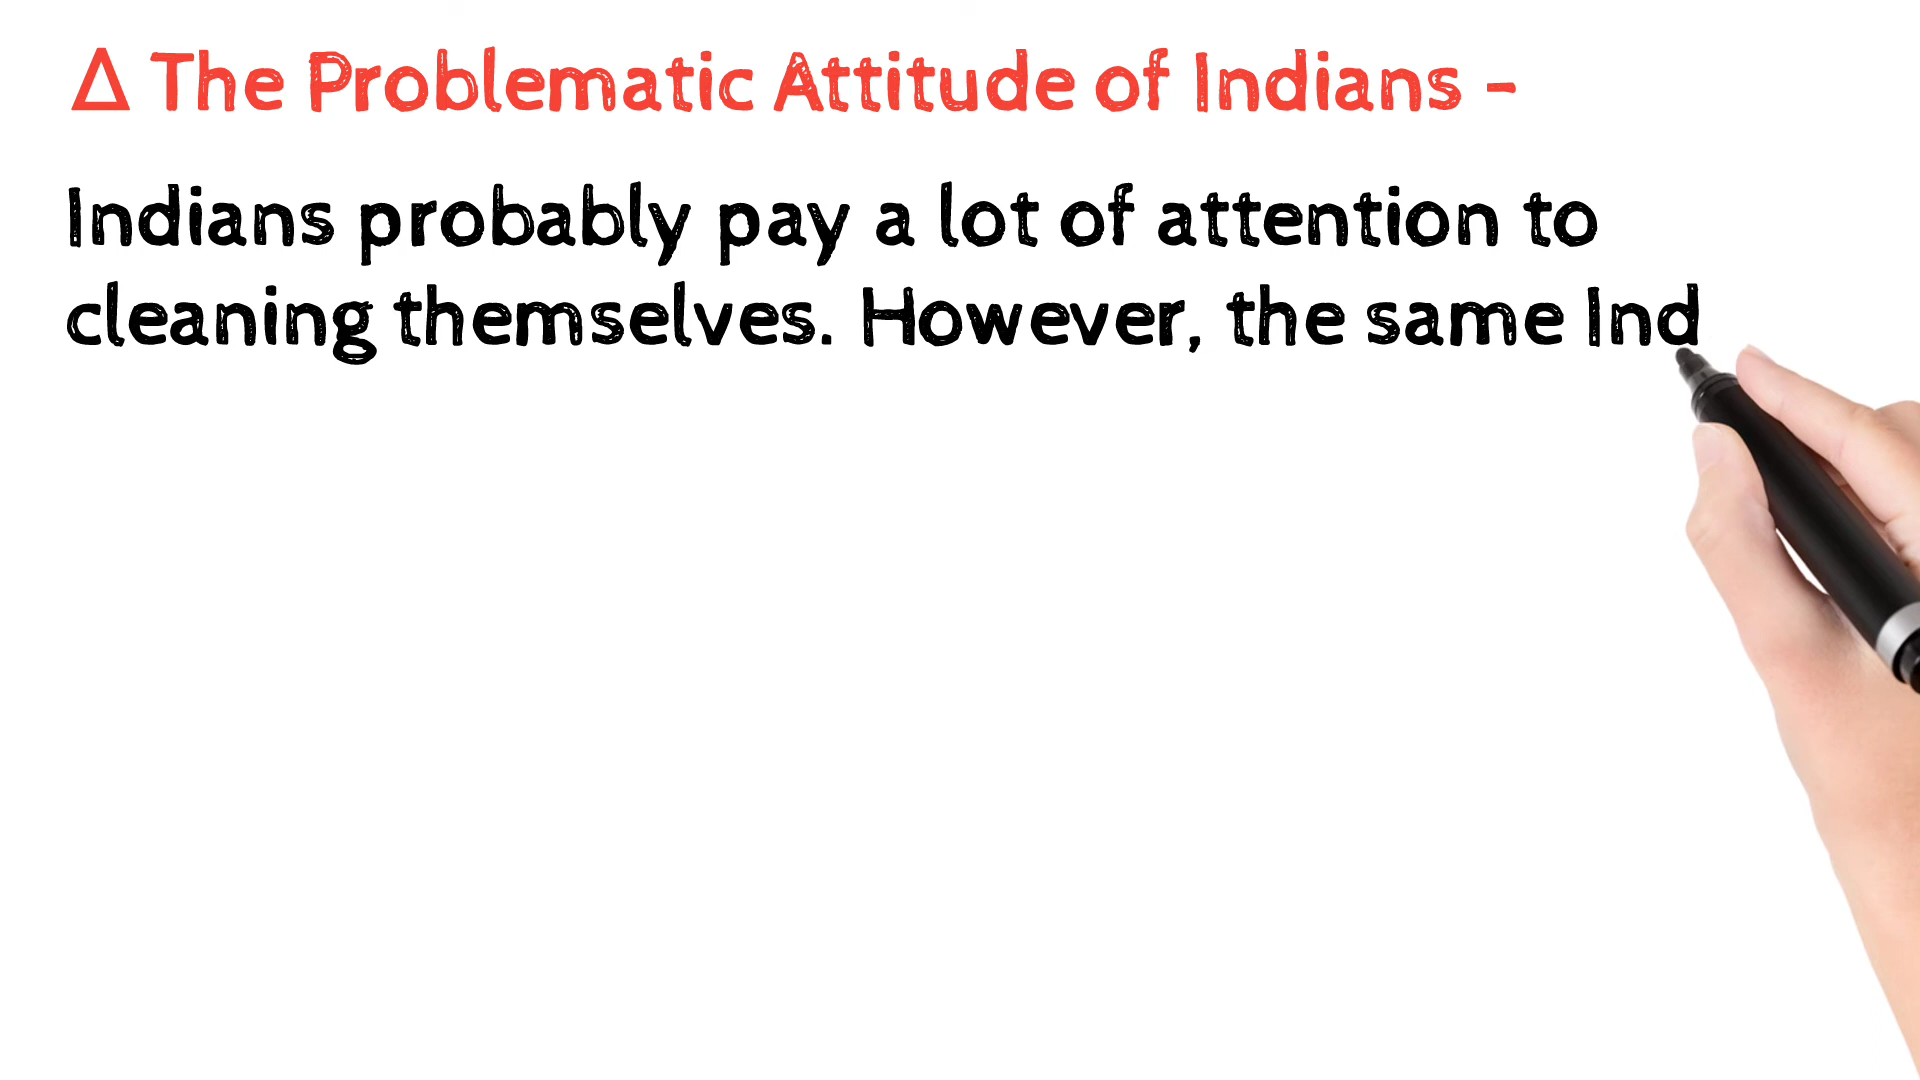 Δ The Problematic Attitude of Indians -
Indians probably pay a lot of attention to
cleaning themselves. However, the same Ind